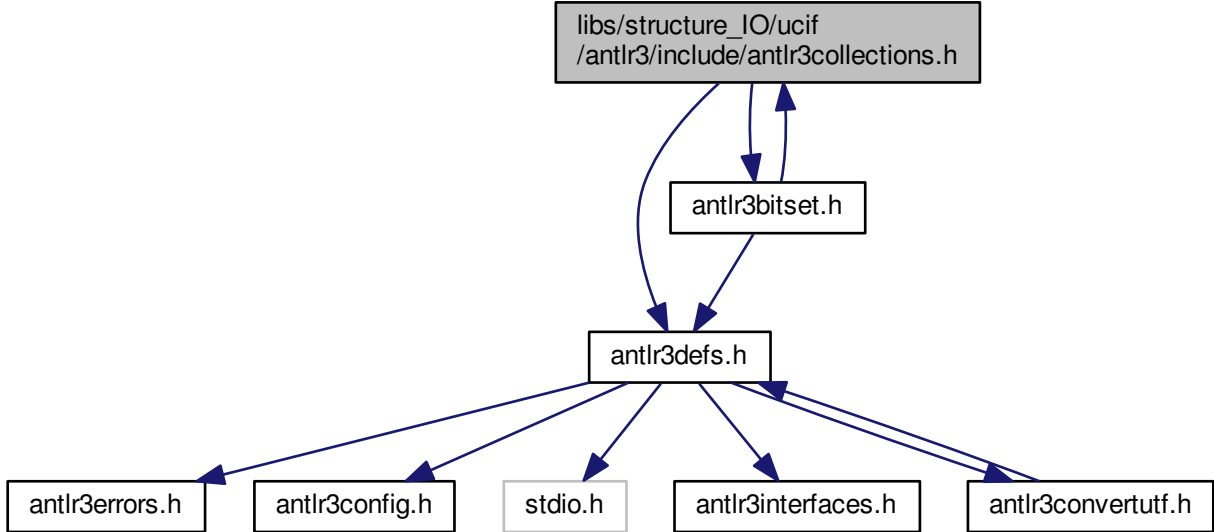 libs/structure_IO/ucif
/antlr3/include/antlr3collections.h
antlr3bitset.h
antlr3defs.h
antlr3errors.h
antlr3config.h
stdio.h
antlr3interfaces.h
antlr3convertutf.h